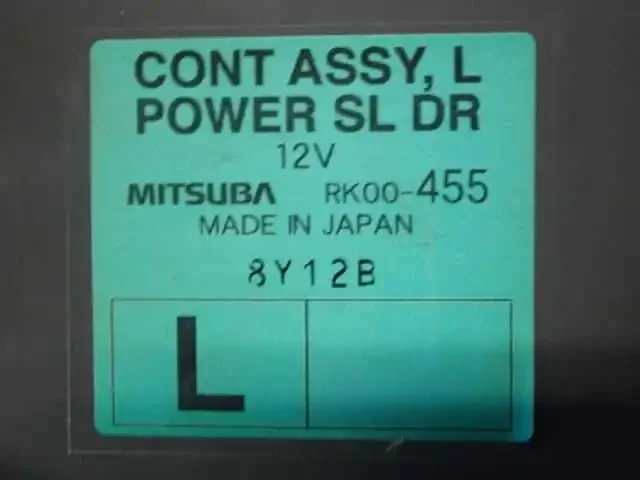 CONT ASSY, L
POWER SL DR
12V
MITSUBA RK00-455
MADE IN JAPAN
8Y12B
L